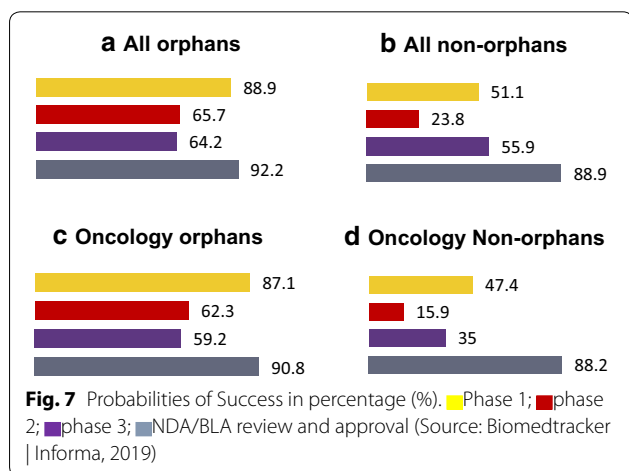 a All orphans
88.9
65.7
64.2
92.2
b All non-orphans
51.1
23.8
55.9
88.9
c Oncology orphans
87.1
62.3
59.2
90.8
d Oncology Non-orphans
47.4
15.9
35
88.2
Fig. 7 Probabilities of Success in percentage (%). Phase 1; phase
2; phase 3; NDA/BLA review and approval (Source: Biomedtracker
| Informa, 2019)